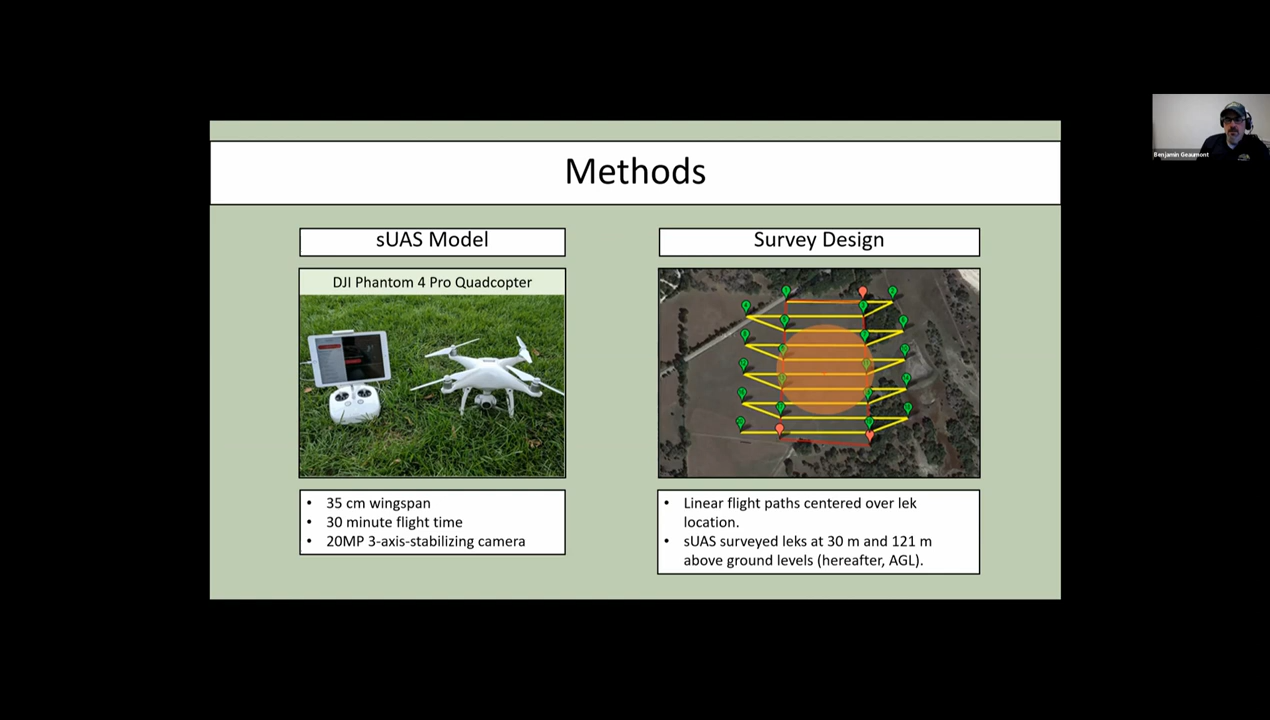 Methods
sUAS Model
Survey Design
DJI Phantom 4 Pro Quadcopter
• 35 cm wingspan
• 30 minute flight time
• 20MP 3-axis-stabilizing camera
• Linear flight paths centered over lek
location.
• sUAS surveyed leks at 30 m and 121 m
above ground levels (hereafter, AGL).
Benjamin Geaumont